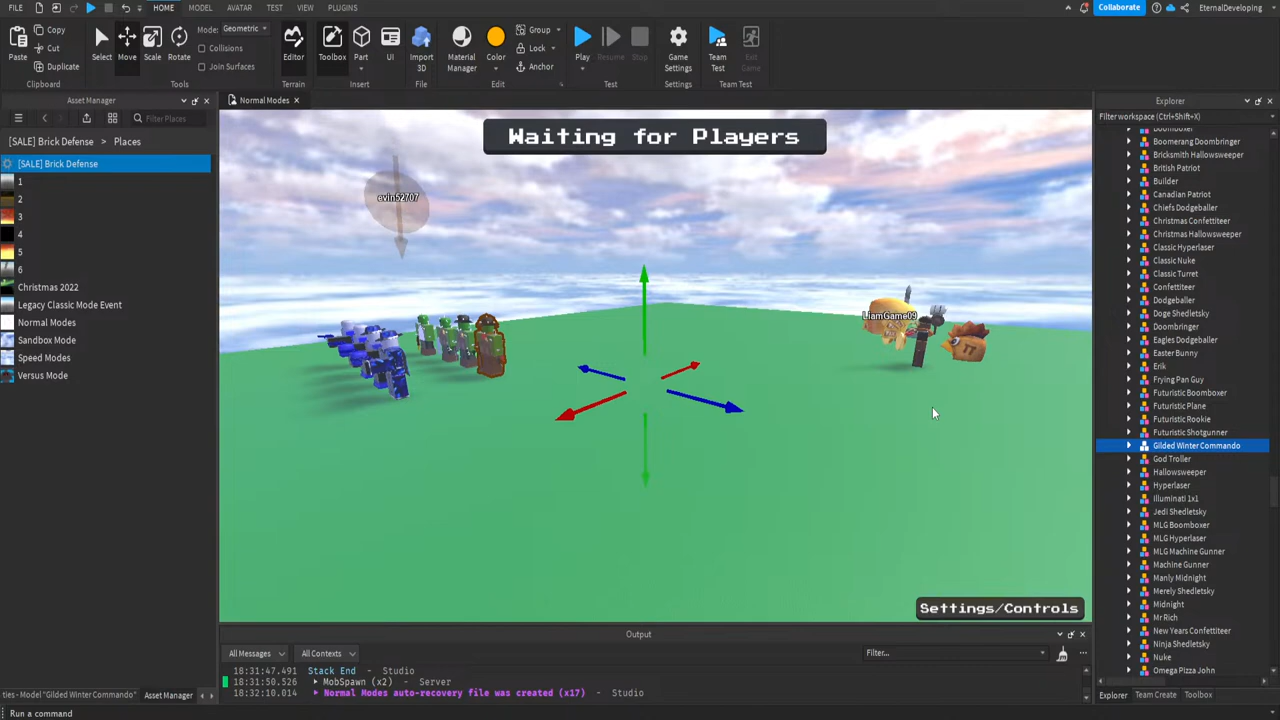 FILE HOME MODEL AVATAR TEST VIEW PLUGINS Collaborate EternalDeveloping
Paste Copy Cut Duplicate Select Move Scale Rotate Mode: Geometric Collisions Join Surfaces Editor Toolbox Part UI Import 3D Material Manager Color Group Lock Anchor Play Resume Stop Game Settings Team Test Exit Game
Clipboard Tools Terrain Insert File Edit Test Settings Team Test
Asset Manager
Filter Places
[SALE] Brick Defense > Places
[SALE] Brick Defense
1
2
3
4
5
6
Christmas 2022
Legacy Classic Mode Event
Normal Modes
Sandbox Mode
Speed Modes
Versus Mode
ties - Model "Gilded Winter Commando" Asset Manager
Normal Modes
Waiting for Players
evin52707
LiamGame09
Settings/Controls
Output
All Messages All Contexts Filter...
18:31:47.491 Stack End - Studio
18:31:50.526 MobSpawn (x2) - Server
18:32:10.014 Normal Modes auto-recovery file was created (x17) - Studio
Run a command
Explorer
Filter workspace (Ctrl+Shift+X)
Boomboxer
Boomerang Doombringer
Bricksmith Hallowsweeper
British Patriot
Builder
Canadian Patriot
Chiefs Dodgeballer
Christmas Confettiteer
Christmas Hallowsweeper
Classic Hyperlaser
Classic Nuke
Classic Turret
Confettiteer
Dodgeballer
Doge Shedletsky
Doombringer
Eagles Dodgeballer
Easter Bunny
Erik
Frying Pan Guy
Futuristic Boomboxer
Futuristic Plane
Futuristic Rookie
Futuristic Shotgunner
Gilded Winter Commando
God Troller
Hallowsweeper
Hyperlaser
Illuminati 1x1
Jedi Shedletsky
MLG Boomboxer
MLG Hyperlaser
MLG Machine Gunner
Machine Gunner
Manly Midnight
Merely Shedletsky
Midnight
Mr Rich
New Years Confettiteer
Ninja Shedletsky
Nuke
Omega Pizza John
Explorer Team Create Toolbox